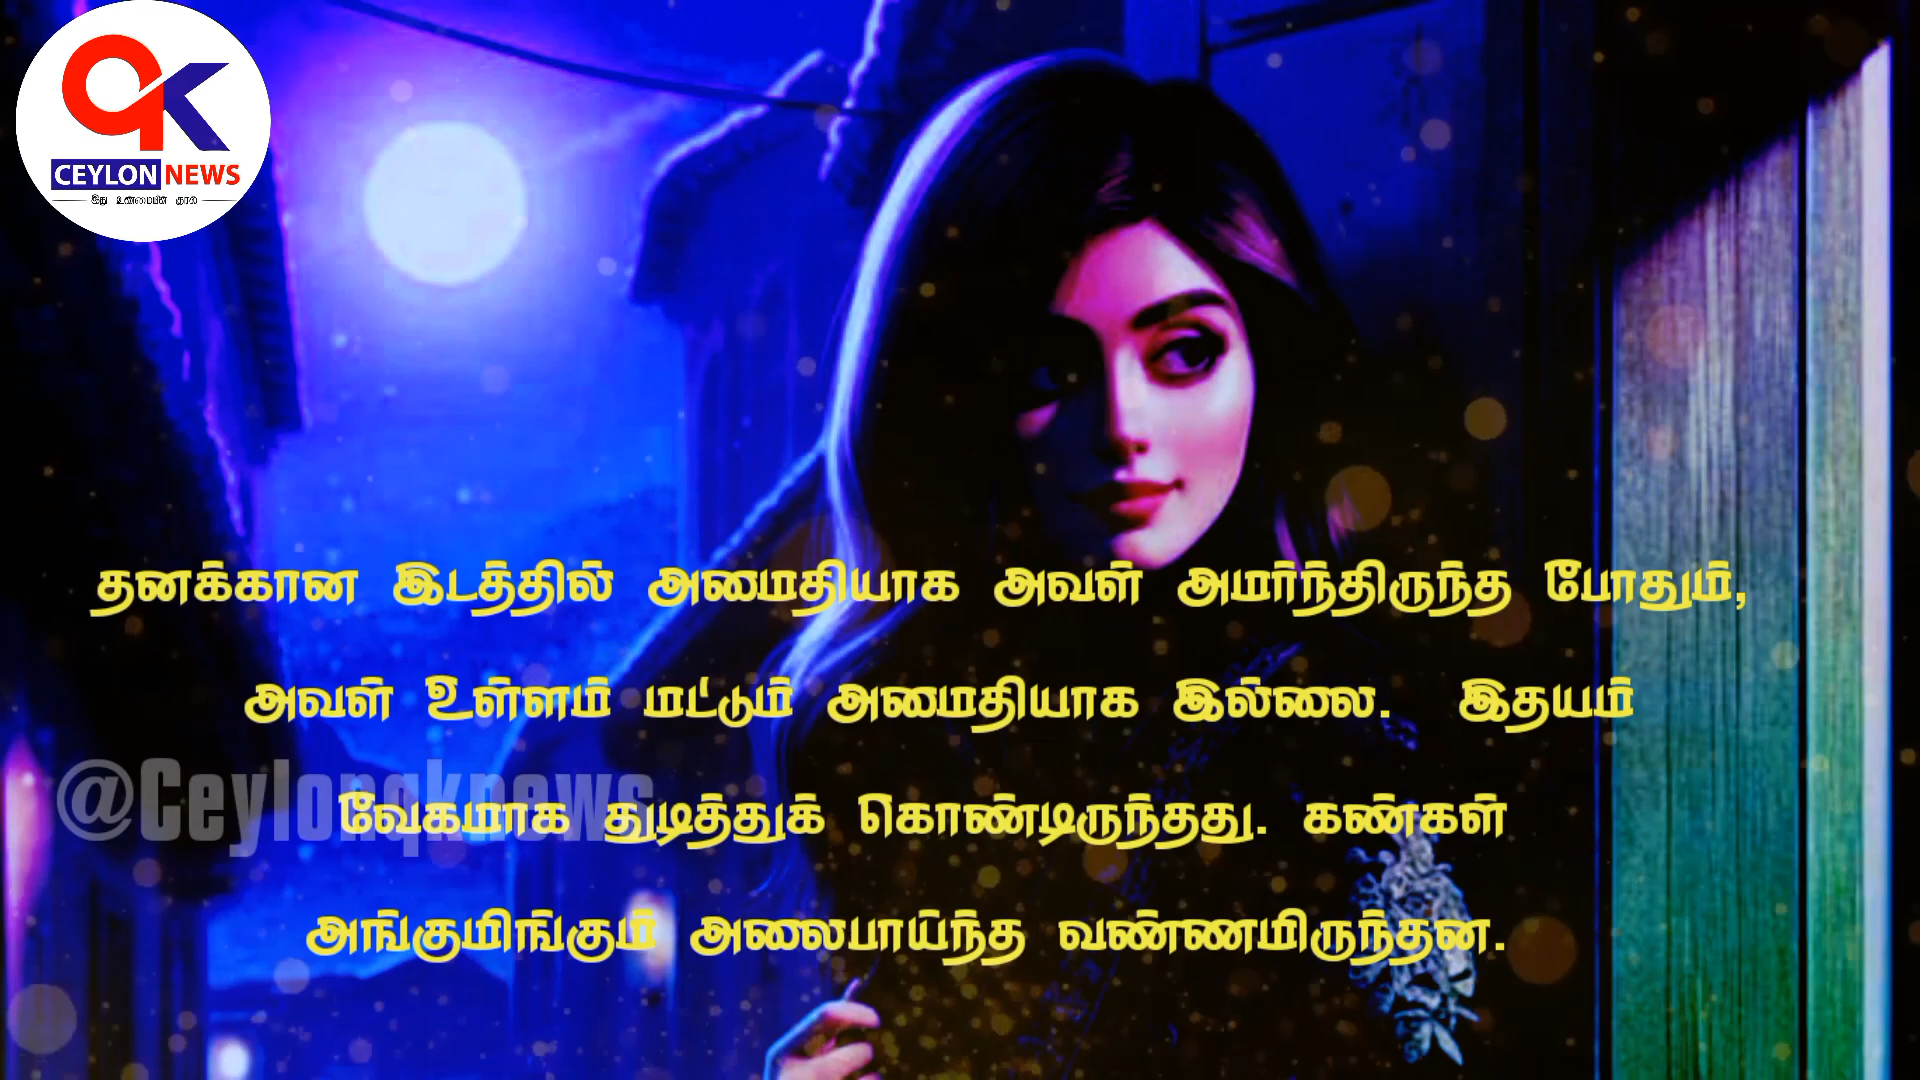 QK
CEYLON NEWS
தனக்கான இடத்தில் அமைதியாக அவள் அமர்ந்திருந்த போதும்,
அவள் உள்ளம் மட்டும் அமைதியாக இல்லை. இதயம்
@Ceylonqknews
வேகமாக துடித்துக் கொண்டிருந்தது. கண்கள்
அங்குமிங்கும் அலைபாய்ந்த வண்ணமிருந்தன.